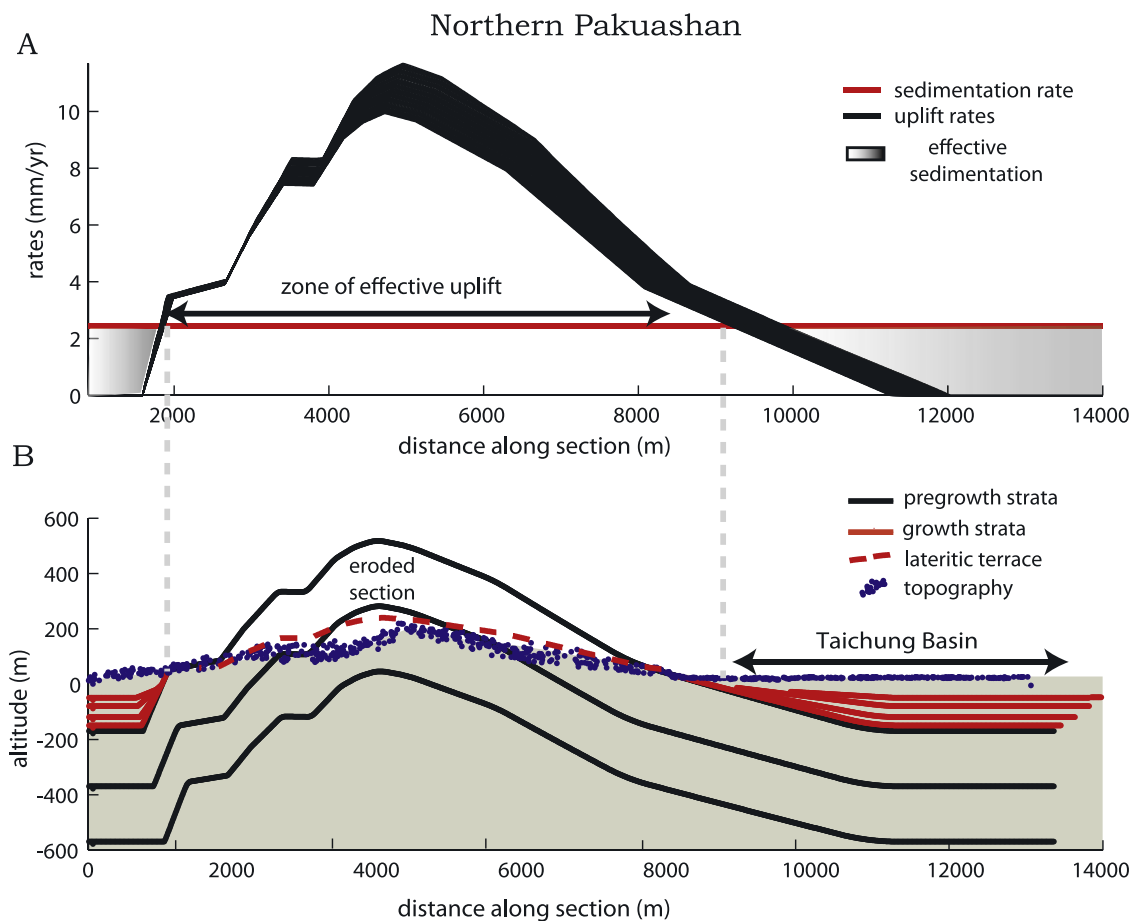 Northern Pakuashan
A
sedimentation rate
uplift rates
effective
sedimentation
rates (mm/yr)
10
8
6
4
2
0
zone of effective uplift
2000
4000
6000
8000
10000
12000
14000
distance along section (m)
B
pregrowth strata
growth strata
lateritic terrace
topography
altitude (m)
600
400
200
0
-200
-400
-600
eroded
section
Taichung Basin
0
2000
4000
6000
8000
10000
12000
14000
distance along section (m)